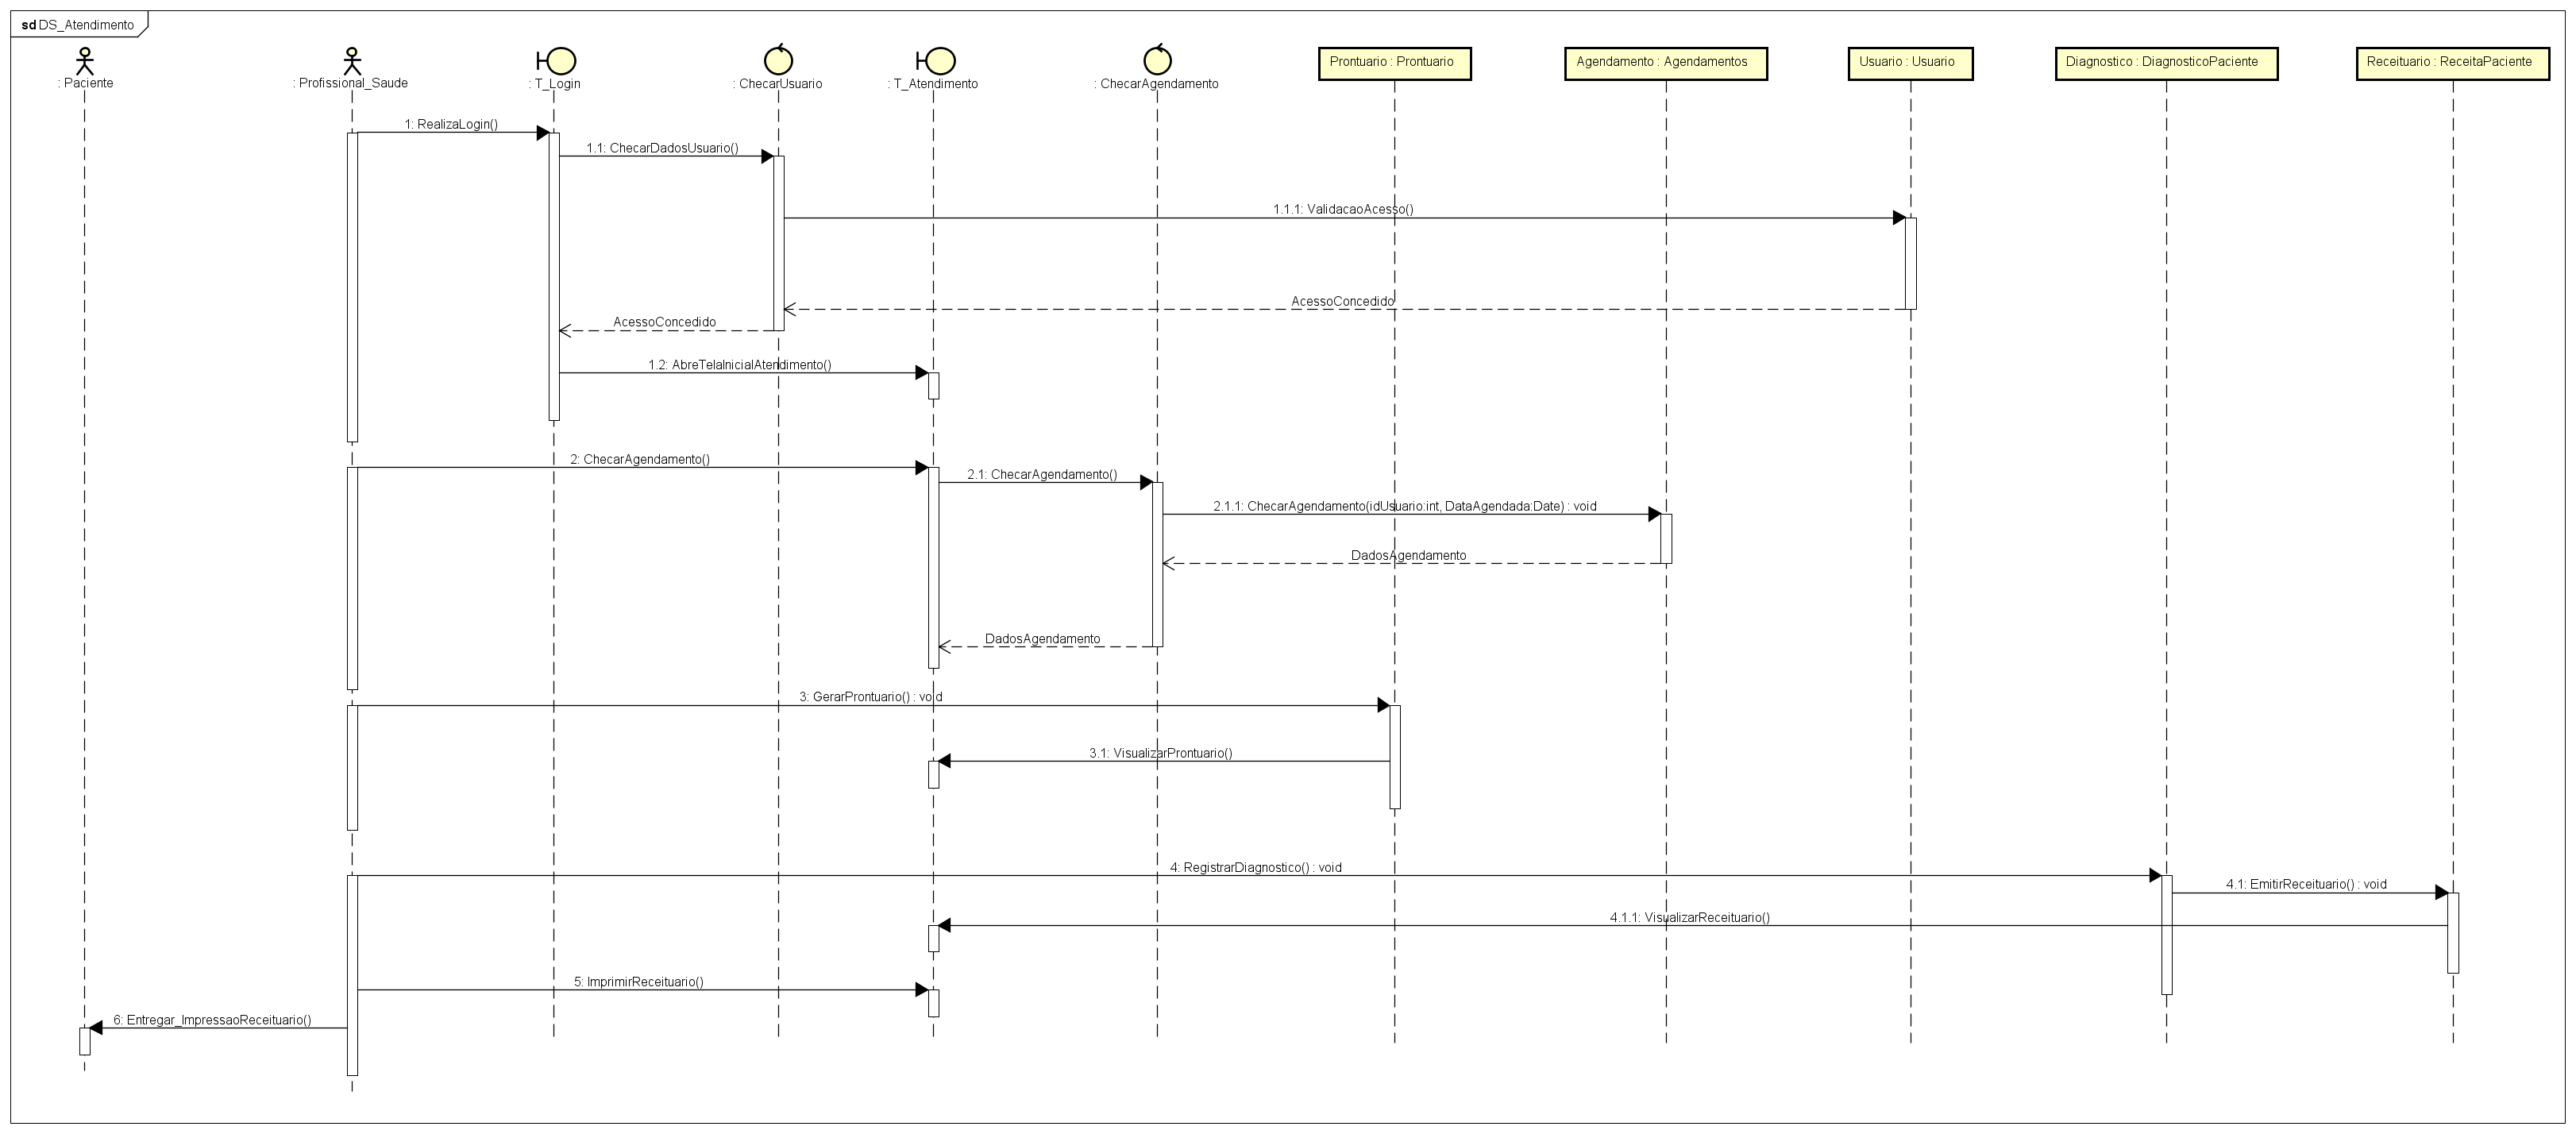 sd DS_Atendimento
: Paciente
: Profissional_Saude
: T_Login
: ChecarUsuario
: T_Atendimento
: ChecarAgendamento
Prontuario : Prontuario
Agendamento : Agendamentos
Usuario : Usuario
Diagnostico : DiagnosticoPaciente
Receituario : ReceitaPaciente
1: RealizaLogin()
1.1: ChecarDadosUsuario()
1.1.1: ValidacaoAcesso()
AcessoConcedido
AcessoConcedido
1.2: AbreTelaInicialAtendimento()
2: ChecarAgendamento()
2.1: ChecarAgendamento()
2.1.1: ChecarAgendamento(idUsuario:int, DataAgendada:Date) : void
DadosAgendamento
DadosAgendamento
3: GerarProntuario() : void
3.1: VisualizarProntuario()
4: RegistrarDiagnostico() : void
4.1: EmitirReceituario() : void
4.1.1: VisualizarReceituario()
5: ImprimirReceituario()
6: Entregar_ImpressaoReceituario()